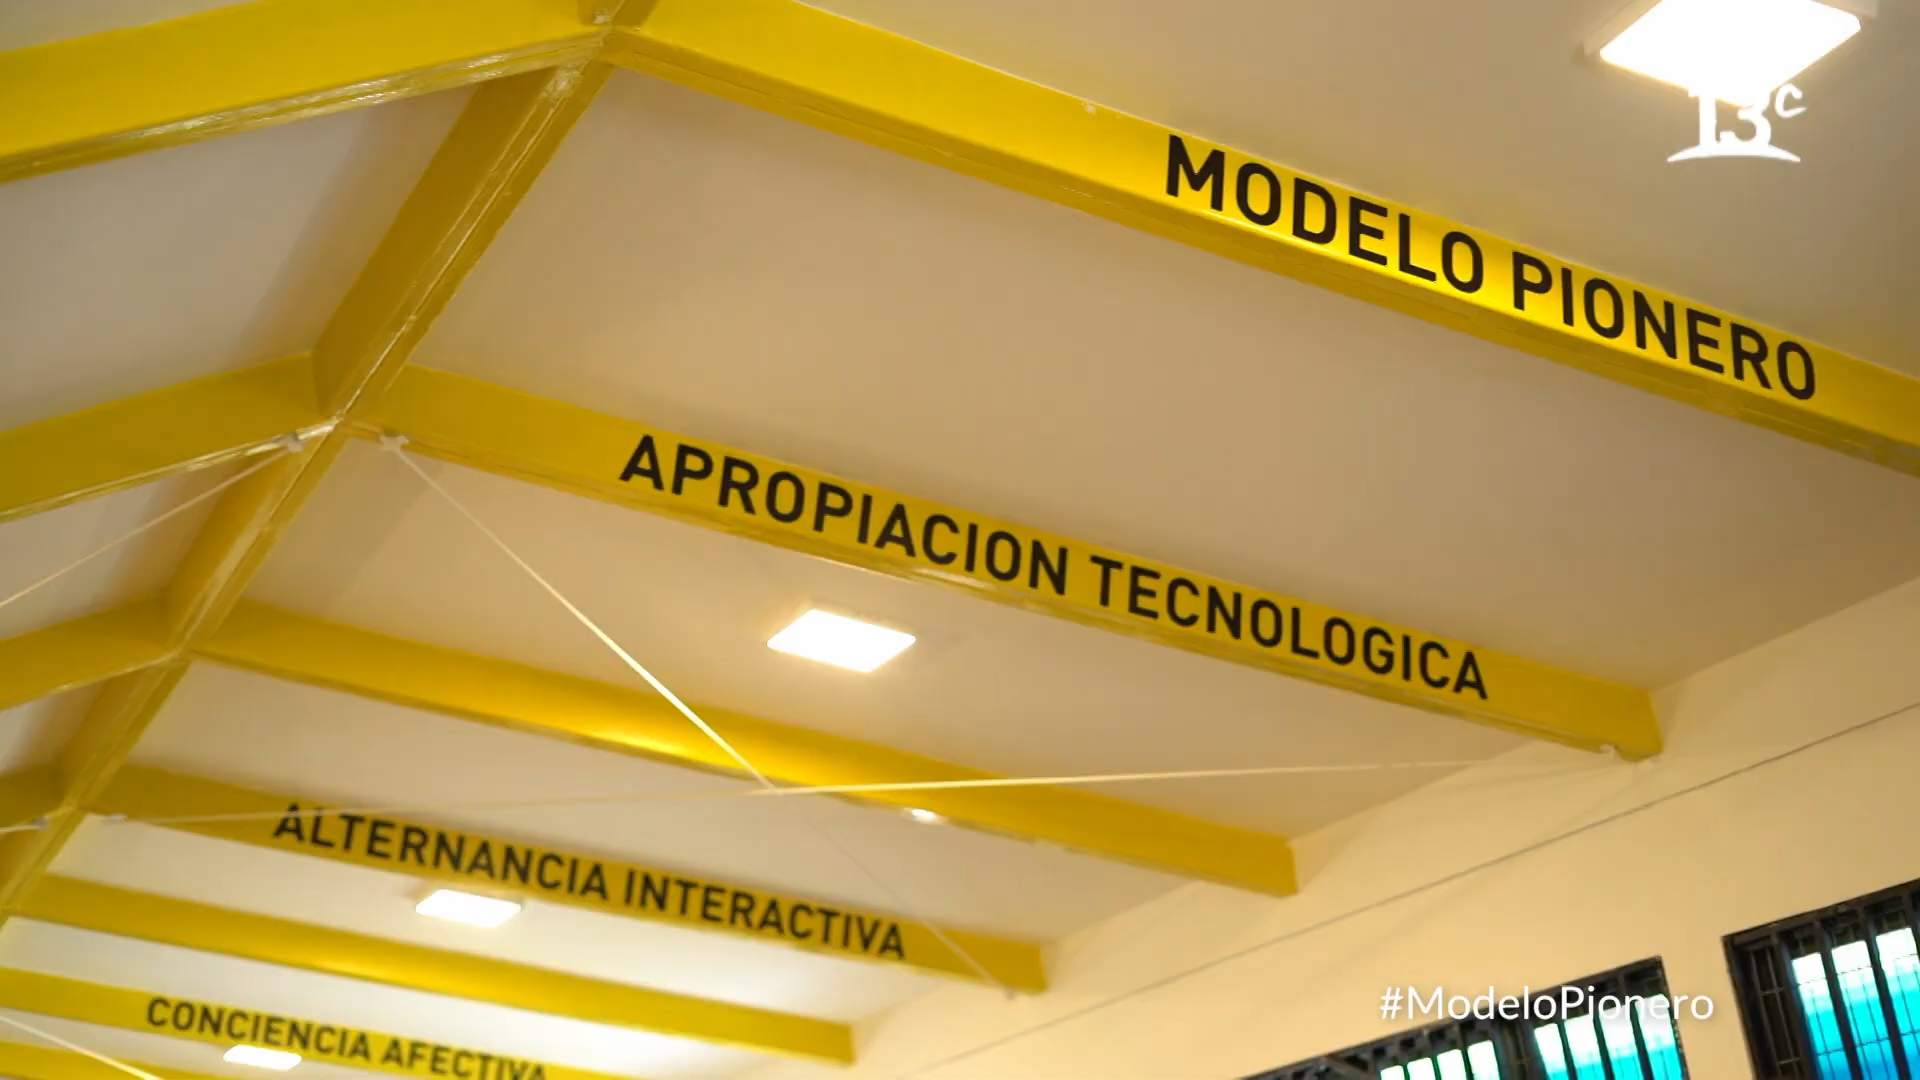 13c
MODELO PIONERO
APROPIACION TECNOLOGICA
ALTERNANCIA INTERACTIVA
CONCIENCIA AFECTIVA
#ModeloPionero